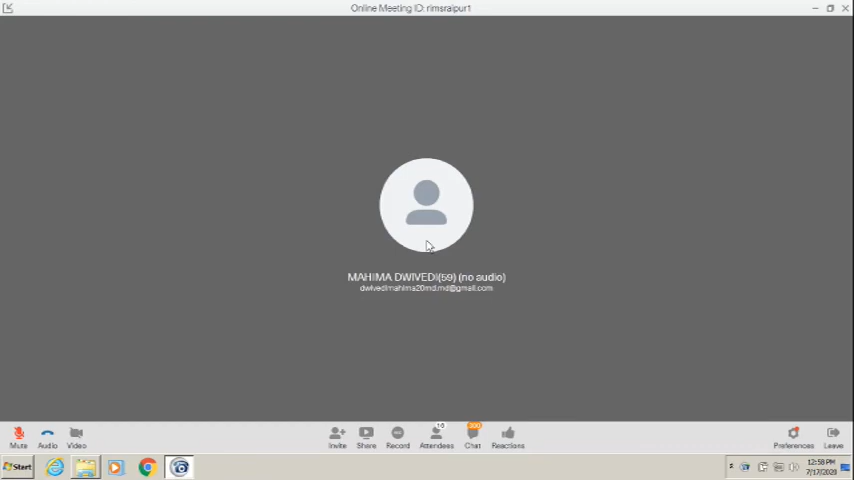 Online Meeting ID: rimsraipur1
MAHIMA DWIVEDI(59) (no audio)
dwivedimahima20md.md@gmail.com
Mute Audio Video Invite Share Record Attendees Chat Reactions Preferences Leave
Start
12:58 PM
7/17/2020